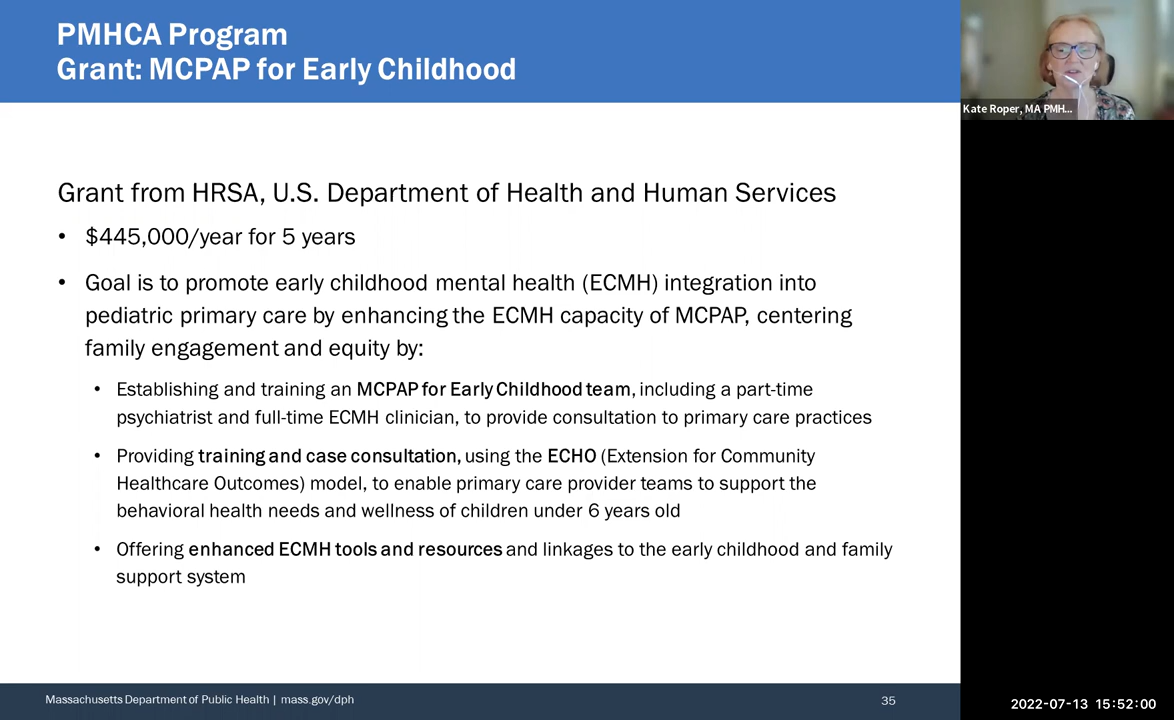 PMHCA Program
Grant: MCPAP for Early Childhood
Kate Roper, MA PMH...
Grant from HRSA, U.S. Department of Health and Human Services
• $445,000/year for 5 years
• Goal is to promote early childhood mental health (ECMH) integration into
pediatric primary care by enhancing the ECMH capacity of MCPAP, centering
family engagement and equity by:
• Establishing and training an MCPAP for Early Childhood team, including a part-time
psychiatrist and full-time ECMH clinician, to provide consultation to primary care practices
• Providing training and case consultation, using the ECHO (Extension for Community
Healthcare Outcomes) model, to enable primary care provider teams to support the
behavioral health needs and wellness of children under 6 years old
• Offering enhanced ECMH tools and resources and linkages to the early childhood and family
support system
Massachusetts Department of Public Health | mass.gov/dph
35
2022-07-13 15:52:00